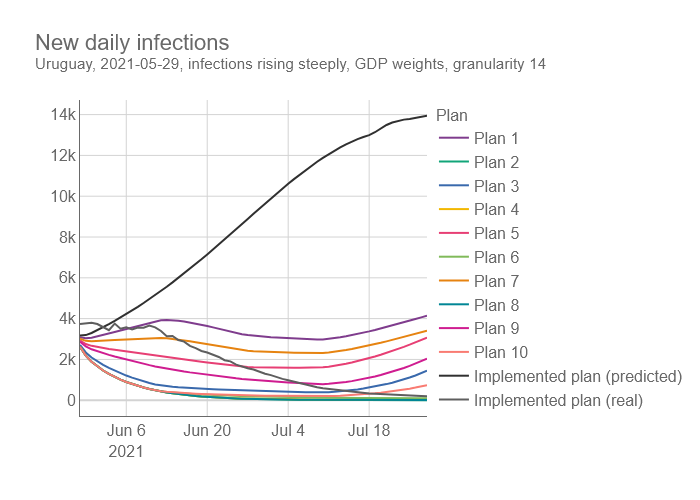 New daily infections
Uruguay, 2021-05-29, infections rising steeply, GDP weights, granularity 14
14k
12k
10k
8k
6k
4k
2k
0
Jun 6
2021
Jun 20
Jul 4
Jul 18
Plan
Plan 1
Plan 2
Plan 3
Plan 4
Plan 5
Plan 6
Plan 7
Plan 8
Plan 9
Plan 10
Implemented plan (predicted)
Implemented plan (real)